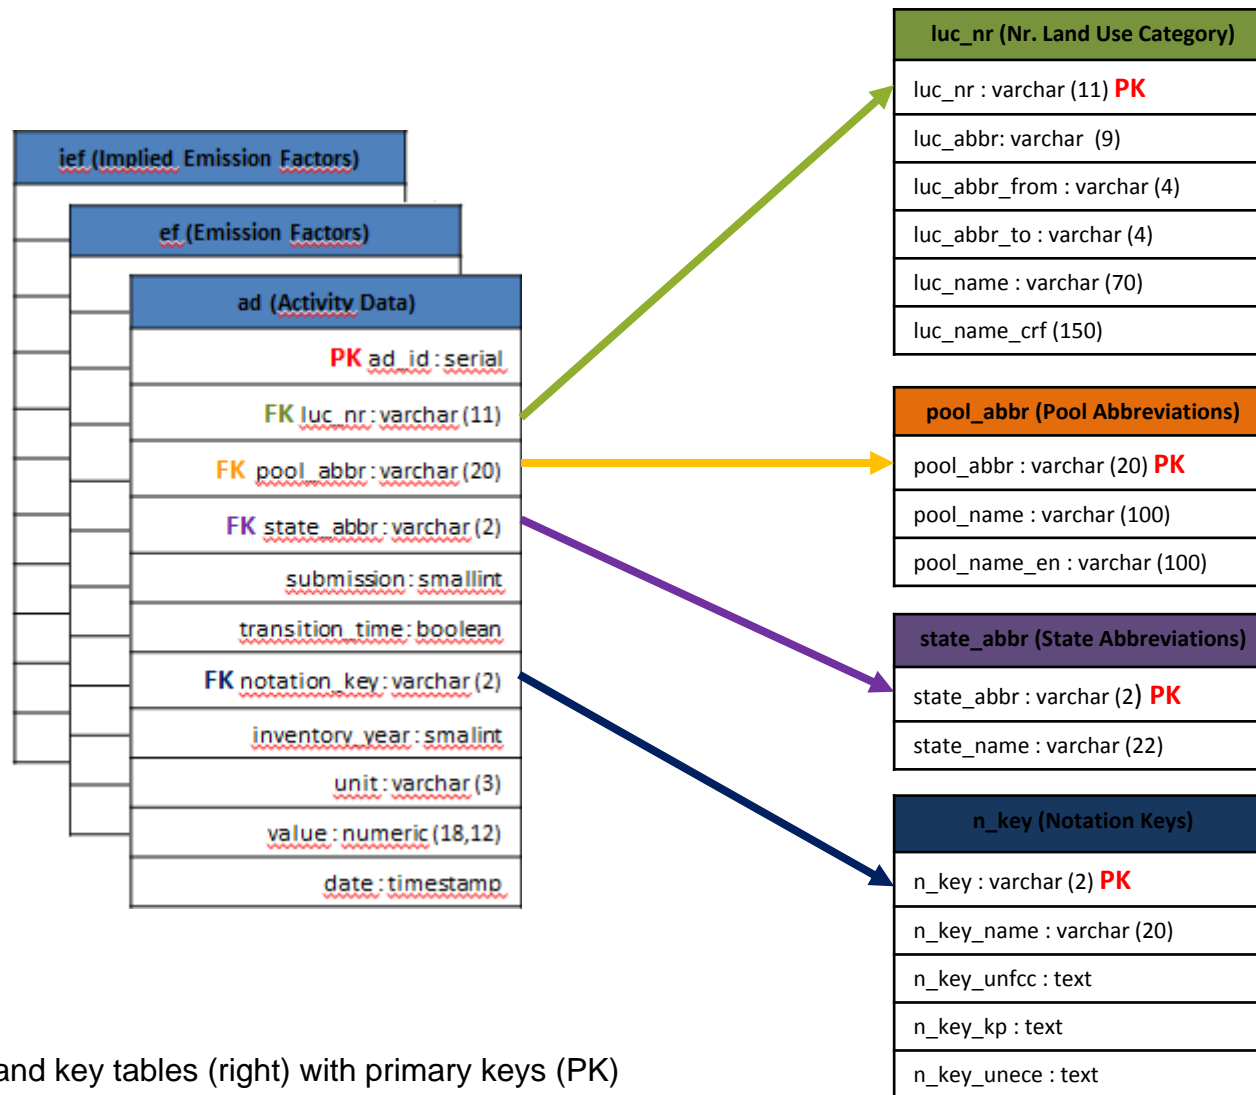 ief (Implied Emission Factors)
ef (Emission Factors)
ad (Activity Data)
PK ad_id : serial
FK luc_nr : varchar (11)
FK pool_abbr : varchar (20)
FK state_abbr : varchar (2)
submission : smallint
transition_time : boolean
FK notation_key : varchar (2)
inventory_year : smalint
unit : varchar (3)
value : numeric (18,12)
date : timestamp
luc_nr (Nr. Land Use Category)
luc_nr : varchar (11) PK
luc_abbr: varchar (9)
luc_abbr_from : varchar (4)
luc_abbr_to : varchar (4)
luc_name : varchar (70)
luc_name_crf (150)
pool_abbr (Pool Abbreviations)
pool_abbr : varchar (20) PK
pool_name : varchar (100)
pool_name_en : varchar (100)
state_abbr (State Abbreviations)
state_abbr : varchar (2) PK
state_name : varchar (22)
n_key (Notation Keys)
n_key : varchar (2) PK
n_key_name : varchar (20)
n_key_unfcc : text
n_key_kp : text
n_key_unece : text
and key tables (right) with primary keys (PK)